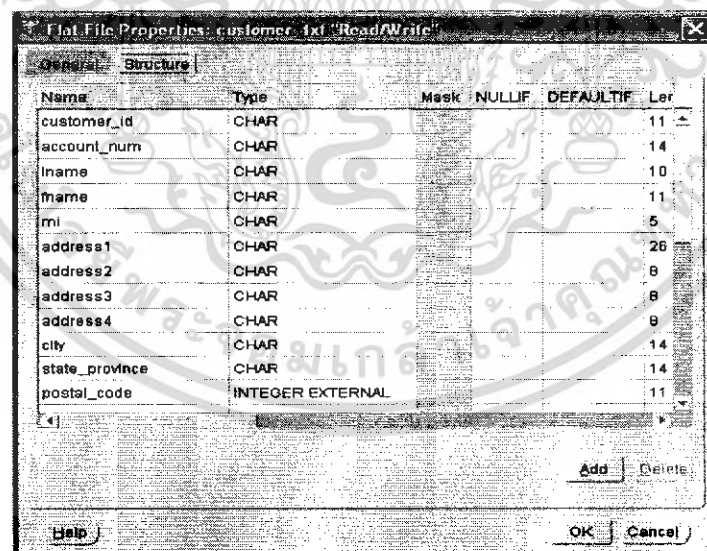 Flat File Properties: customer_txt "Read/Write"
General Structure
Name Type Mask NULLIF DEFAULTIF Ler
customer_id CHAR 11
account_num CHAR 14
lname CHAR 10
fname CHAR 11
mi CHAR 5
address1 CHAR 26
address2 CHAR 8
address3 CHAR 8
address4 CHAR 8
city CHAR 14
state_province CHAR 14
postal_code INTEGER EXTERNAL 11
Add Delete
Help OK Cancel